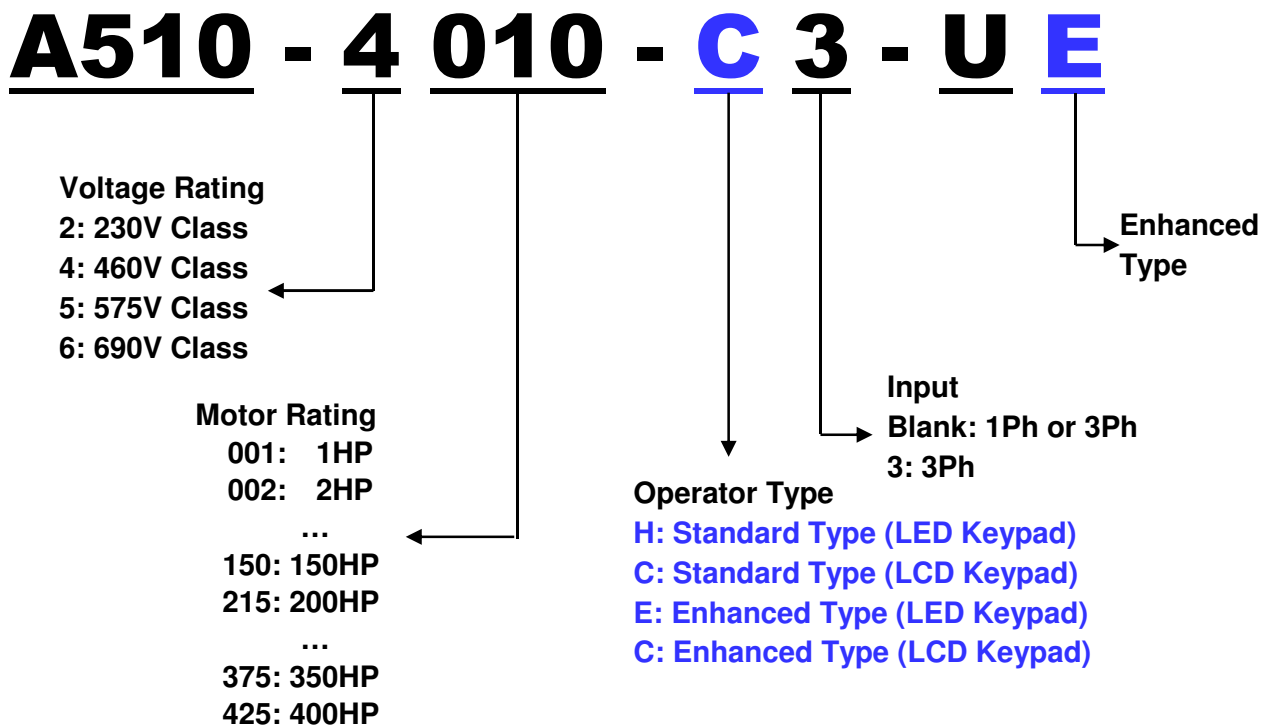 A510 - 4 010 - C 3 - U E
Voltage Rating
2: 230V Class
4: 460V Class
5: 575V Class
6: 690V Class
Enhanced
Type
Motor Rating
001: 1HP
002: 2HP
...
150: 150HP
215: 200HP
...
375: 350HP
425: 400HP
Input
Blank: 1Ph or 3Ph
3: 3Ph
Operator Type
H: Standard Type (LED Keypad)
C: Standard Type (LCD Keypad)
E: Enhanced Type (LED Keypad)
C: Enhanced Type (LCD Keypad)